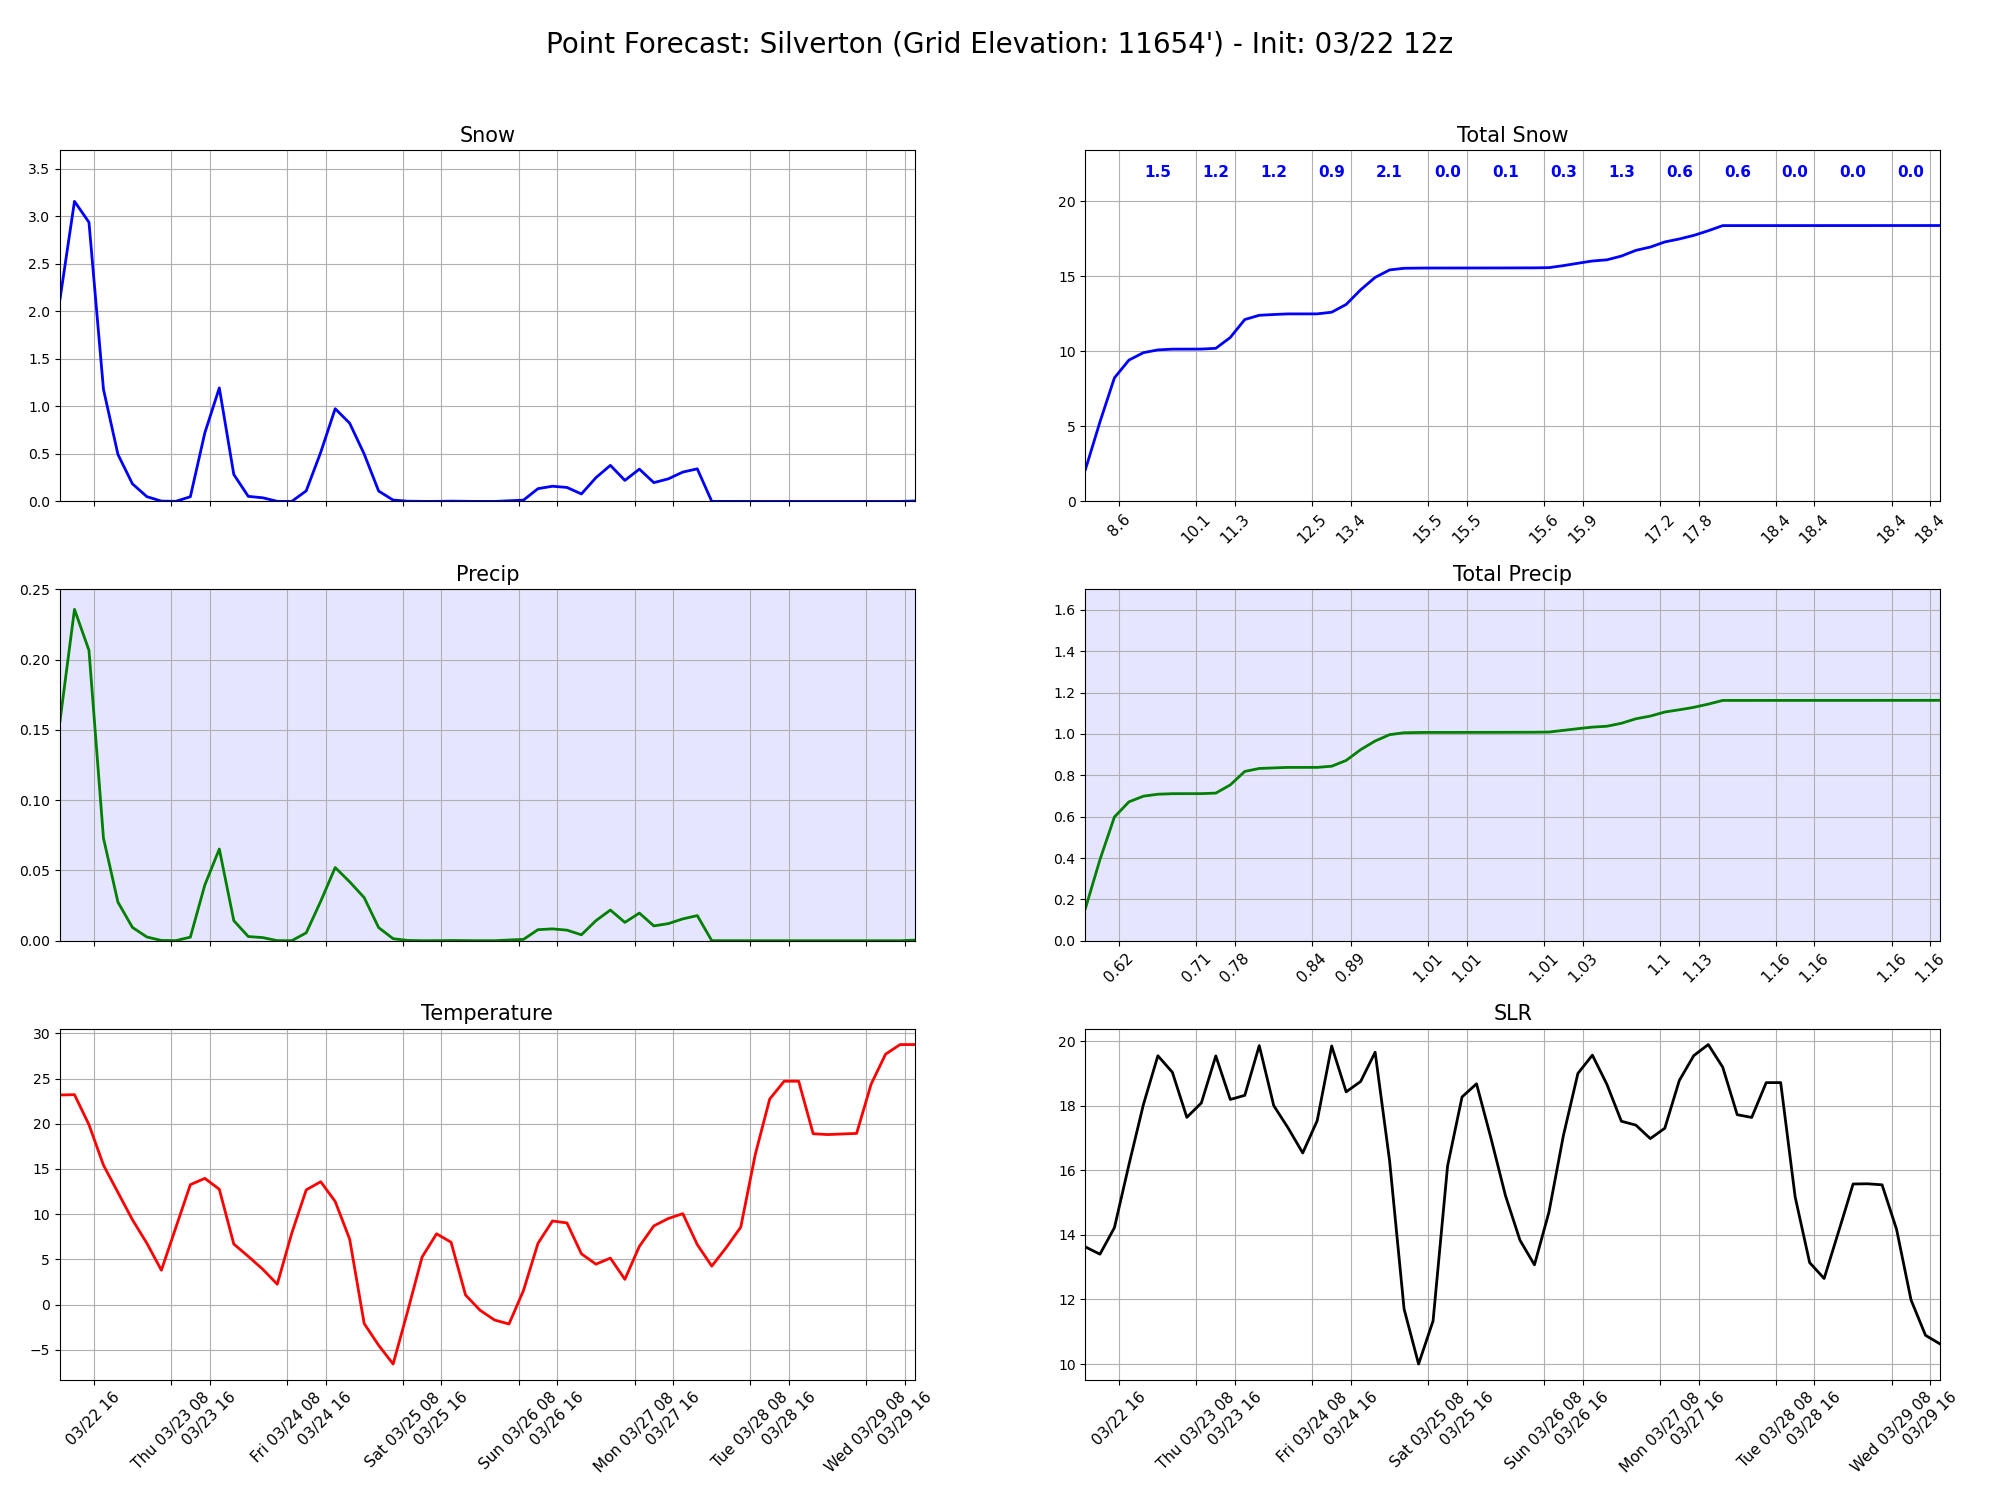 Point Forecast: Silverton (Grid Elevation: 11654') - Init: 03/22 12z
Snow
3.5
3.0
2.5
2.0
1.5
1.0
0.5
0.0
Total Snow
1.5 1.2 1.2 0.9 2.1 0.0 0.1 0.3 1.3 0.6 0.6 0.0 0.0 0.0
20
15
10
5
0
8.6 10.1 11.3 12.5 13.4 15.5 15.5 15.6 15.9 17.2 17.8 18.4 18.4 18.4 18.4
Precip
0.25
0.20
0.15
0.10
0.05
0.00
Total Precip
1.6
1.4
1.2
1.0
0.8
0.6
0.4
0.2
0.0
0.62 0.71 0.78 0.84 0.89 1.01 1.01 1.01 1.03 1.1 1.13 1.16 1.16 1.16 1.16
Temperature
30
25
20
15
10
5
0
−5
03/22 16
Thu 03/23 08
03/23 16
Fri 03/24 08
03/24 16
Sat 03/25 08
03/25 16
Sun 03/26 08
03/26 16
Mon 03/27 08
03/27 16
Tue 03/28 08
03/28 16
Wed 03/29 08
03/29 16
SLR
20
18
16
14
12
10
03/22 16
Thu 03/23 08
03/23 16
Fri 03/24 08
03/24 16
Sat 03/25 08
03/25 16
Sun 03/26 08
03/26 16
Mon 03/27 08
03/27 16
Tue 03/28 08
03/28 16
Wed 03/29 08
03/29 16